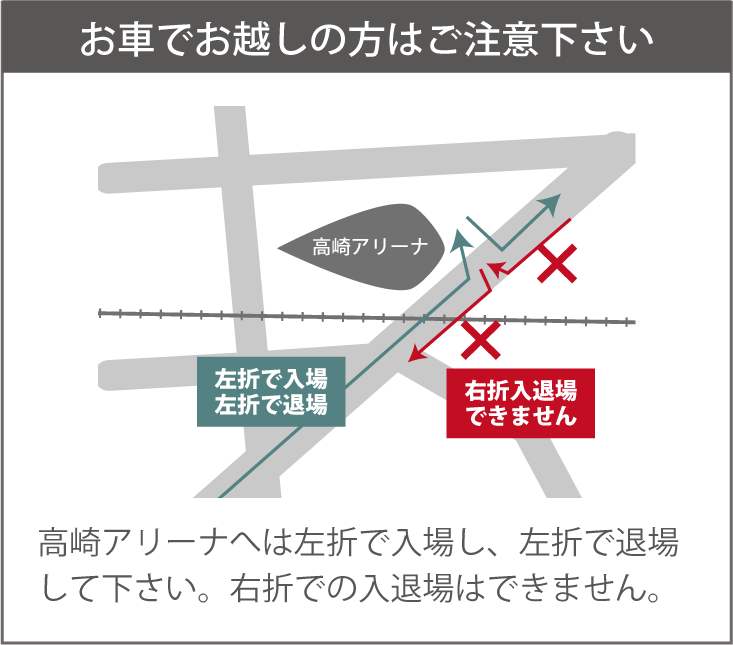 お車でお越しの方はご注意下さい
高崎アリーナ
左折で入場
左折で退場
右折入退場
できません
高崎アリーナへは左折で入場し、左折で退場
して下さい。右折での入退場はできません。